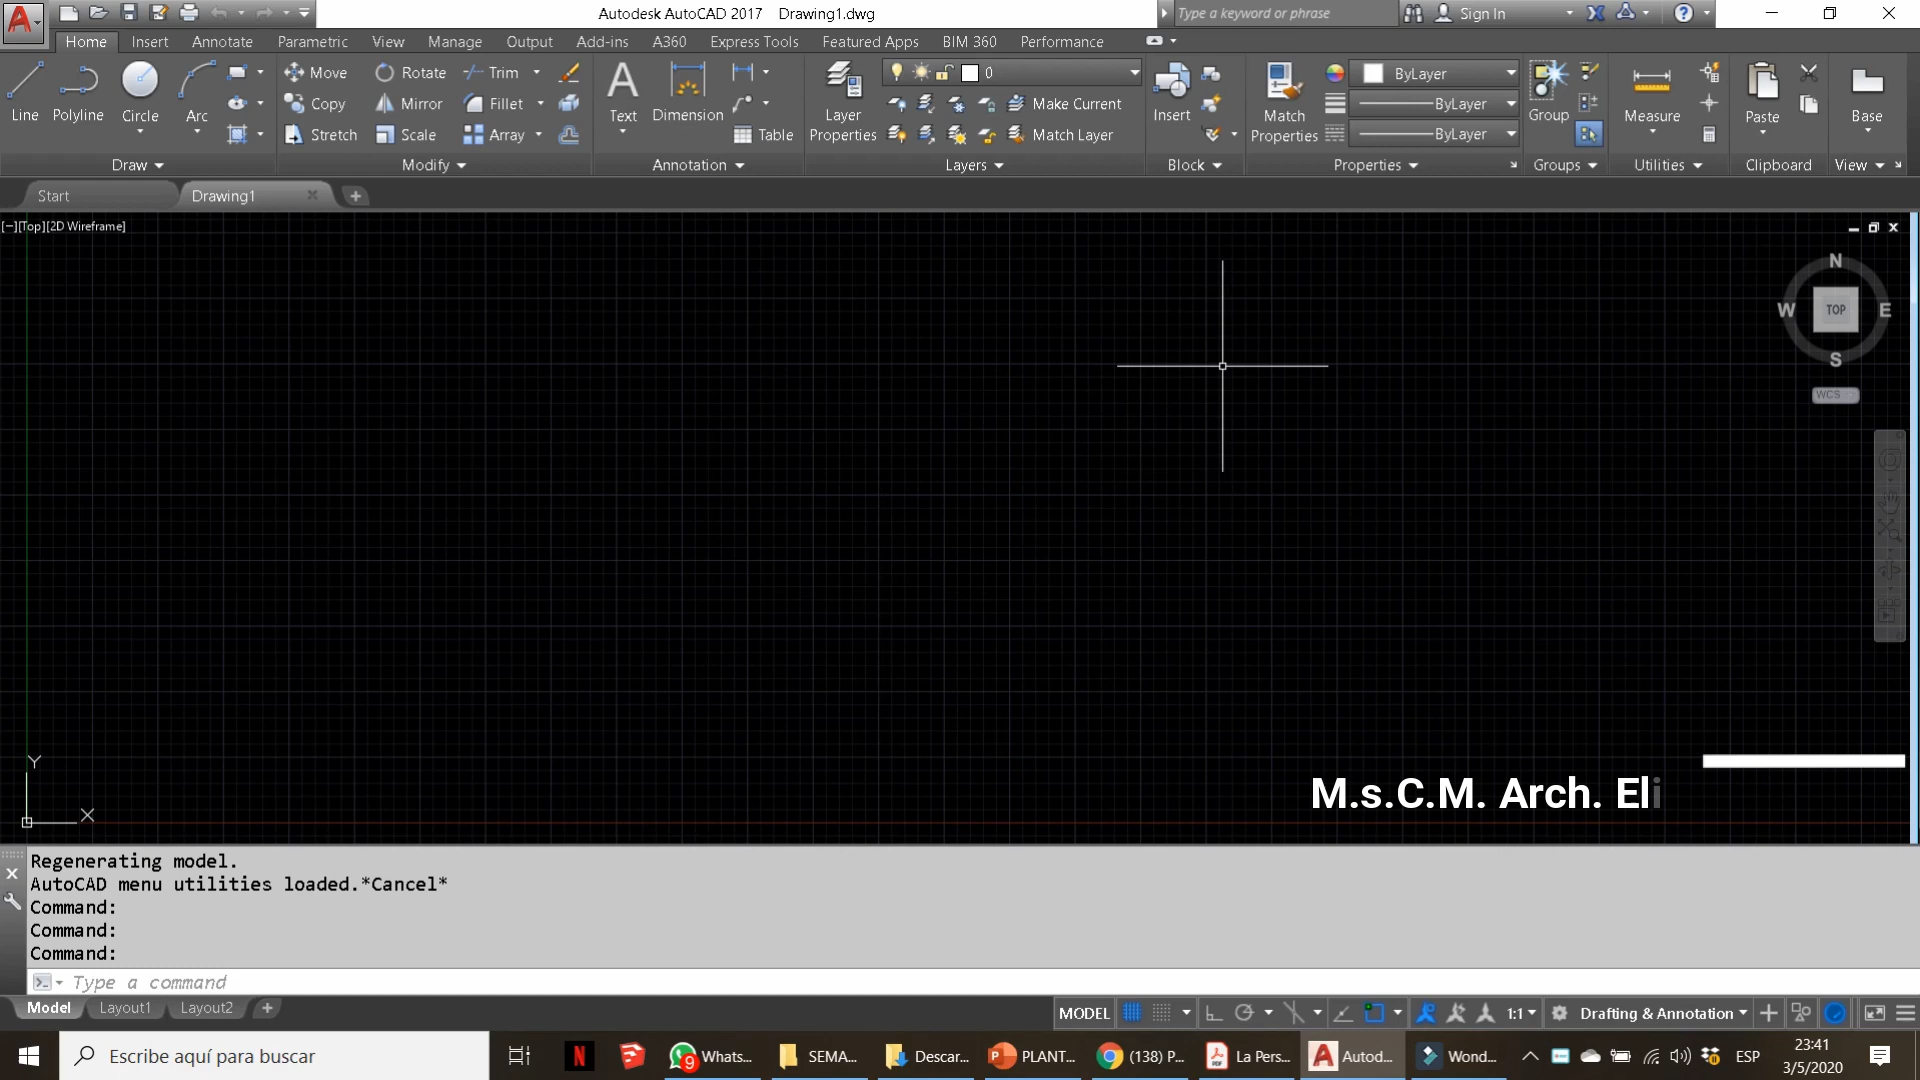 Autodesk AutoCAD 2017 Drawing1.dwg
Type a keyword or phrase
Sign In
Home Insert Annotate Parametric View Manage Output Add-ins A360 Express Tools Featured Apps BIM 360 Performance
Line Polyline Circle Arc
Move Rotate Trim
Copy Mirror Fillet
Stretch Scale Array
Text Dimension Table
Layer Properties
0
Make Current
Match Layer
Insert
Match Properties
ByLayer
ByLayer
ByLayer
Group
Measure
Paste
Base
Draw Modify Annotation Layers Block Properties Groups Utilities Clipboard View
Start Drawing1
[−][Top][2D Wireframe]
N
W TOP E
S
WCS
Y
X
M.s.C.M. Arch. Eli
Regenerating model.
AutoCAD menu utilities loaded.*Cancel*
Command:
Command:
Command:
Type a command
Model Layout1 Layout2
MODEL 1:1 Drafting & Annotation
Escribe aquí para buscar
N
9
Whats... SEMA... Descar... PLANT... (138) P... La Pers... Autod... Wond...
ESP
23:41
3/5/2020